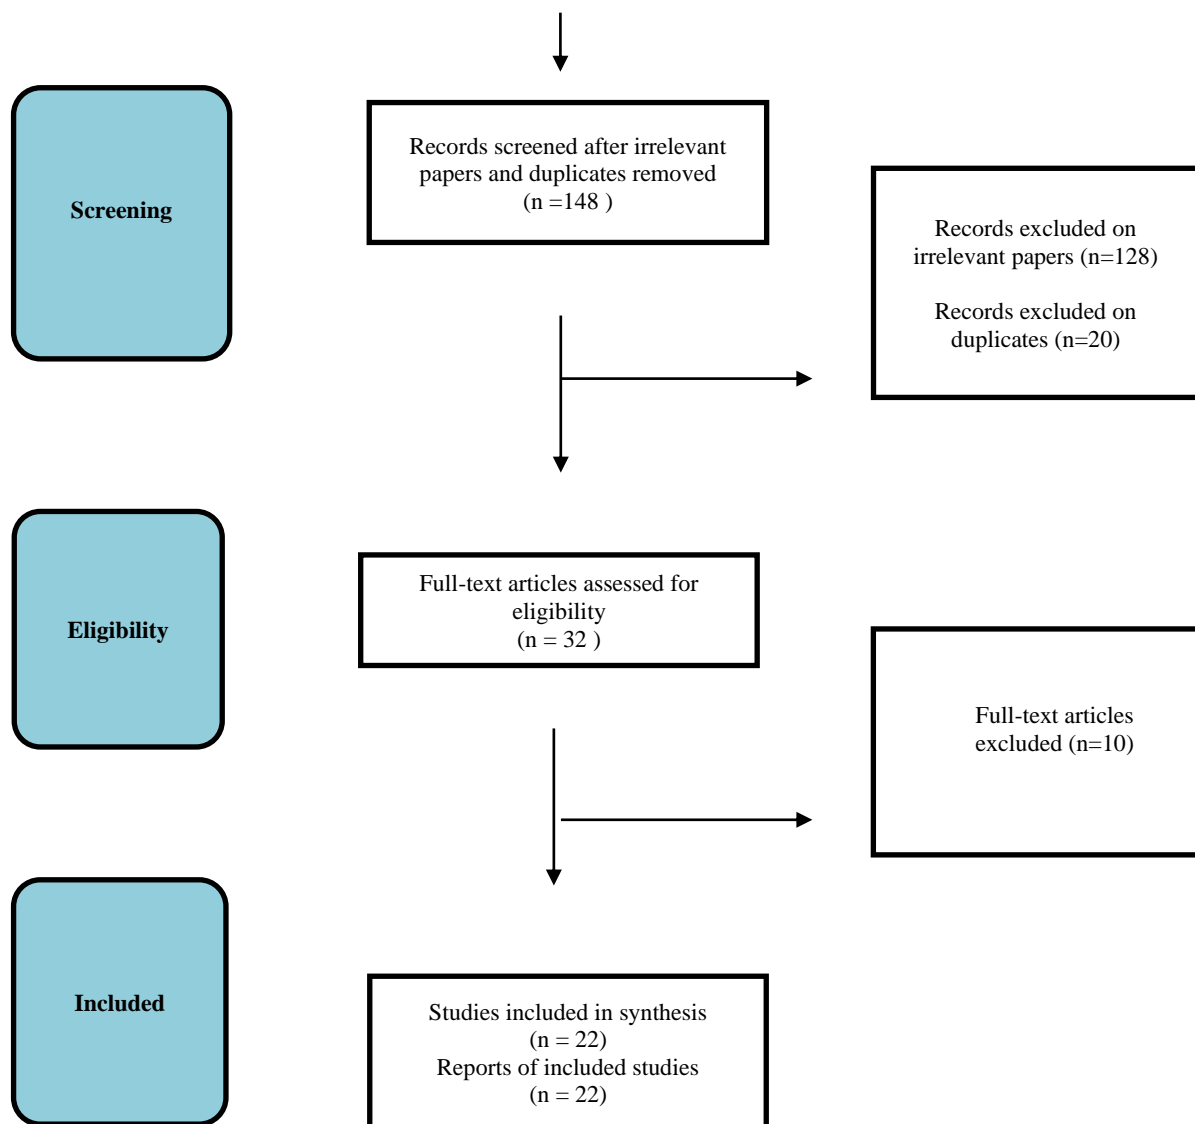 Screening
Records screened after irrelevant
papers and duplicates removed
(n =148 )
Records excluded on
irrelevant papers (n=128)
Records excluded on
duplicates (n=20)
Eligibility
Full-text articles assessed for
eligibility
(n = 32 )
Full-text articles
excluded (n=10)
Included
Studies included in synthesis
(n = 22)
Reports of included studies
(n = 22)